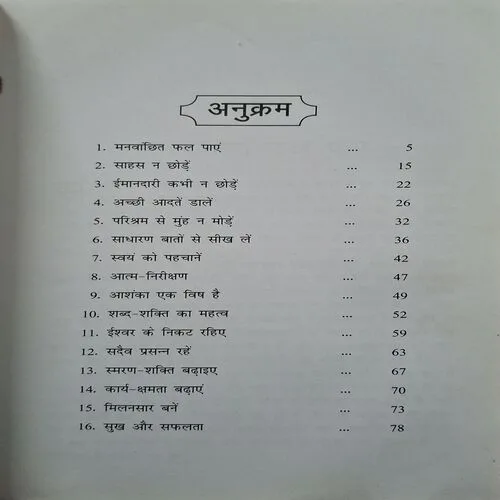 अनुक्रम
1. मनवांछित फल पाएं ... 5
2. साहस न छोड़ें ... 15
3. ईमानदारी कभी न छोड़ें ... 22
4. अच्छी आदतें डालें ... 26
5. परिश्रम से मुंह न मोड़ें ... 32
6. साधारण बातों से सीख लें ... 36
7. स्वयं को पहचानें ... 42
8. आत्म-निरीक्षण ... 47
9. आशंका एक विष है ... 49
10. शब्द-शक्ति का महत्व ... 52
11. ईश्वर के निकट रहिए ... 59
12. सदैव प्रसन्न रहें ... 63
13. स्मरण-शक्ति बढ़ाइए ... 67
14. कार्य-क्षमता बढ़ाएं ... 70
15. मिलनसार बनें ... 73
16. सुख और सफलता ... 78